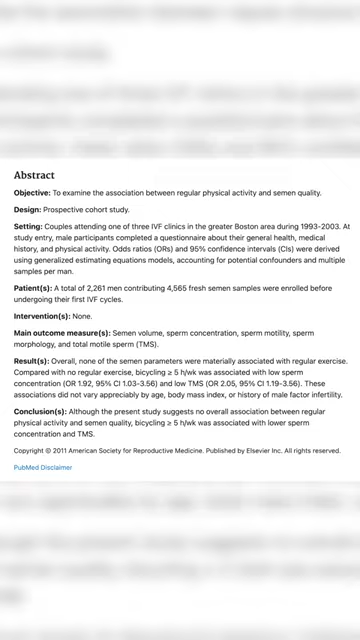 Abstract
Objective: To examine the association between regular physical activity and semen quality.
Design: Prospective cohort study.
Setting: Couples attending one of three IVF clinics in the greater Boston area during 1993-2003. At
study entry, male participants completed a questionnaire about their general health, medical
history, and physical activity. Odds ratios (ORs) and 95% confidence intervals (CIs) were derived
using generalized estimating equations models, accounting for potential confounders and multiple
samples per man.
Patient(s): A total of 2,261 men contributing 4,565 fresh semen samples were enrolled before
undergoing their first IVF cycles.
Intervention(s): None.
Main outcome measure(s): Semen volume, sperm concentration, sperm motility, sperm
morphology, and total motile sperm (TMS).
Result(s): Overall, none of the semen parameters were materially associated with regular exercise.
Compared with no regular exercise, bicycling ≥ 5 h/wk was associated with low sperm
concentration (OR 1.92, 95% CI 1.03-3.56) and low TMS (OR 2.05, 95% CI 1.19-3.56). These
associations did not vary appreciably by age, body mass index, or history of male factor infertility.
Conclusion(s): Although the present study suggests no overall association between regular
physical activity and semen quality, bicycling ≥ 5 h/wk was associated with lower sperm
concentration and TMS.
Copyright © 2011 American Society for Reproductive Medicine. Published by Elsevier Inc. All rights reserved.
PubMed Disclaimer